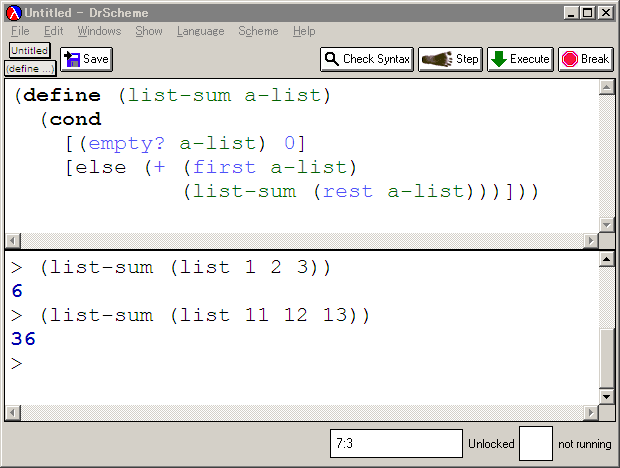 Untitled - DrScheme
File Edit Windows Show Language Scheme Help
Untitled
(define ...)
Save
Check Syntax
Step
Execute
Break
(define (list-sum a-list)
  (cond
    [(empty? a-list) 0]
    [else (+ (first a-list)
             (list-sum (rest a-list)))]))
> (list-sum (list 1 2 3))
6
> (list-sum (list 11 12 13))
36
>
7:3
Unlocked
not running